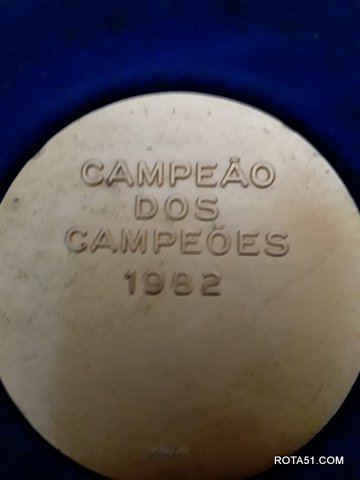 CAMPEÃO
DOS
CAMPEÕES
1982
ROTA51.COM